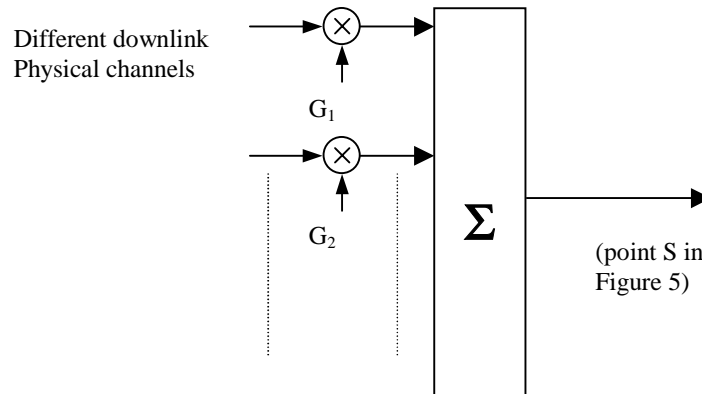 Different downlink
Physical channels
G1
G2
Σ
(point S in
Figure 5)